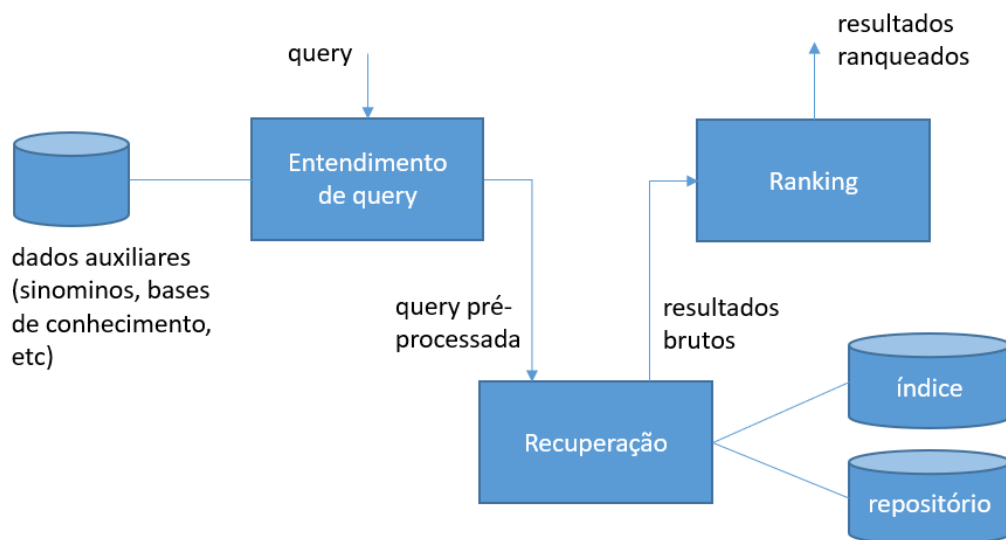 query
resultados
ranqueados
Entendimento
de query
Ranking
dados auxiliares
(sinominos, bases
de conhecimento,
etc)
query pré-
processada
resultados
brutos
índice
Recuperação
repositório